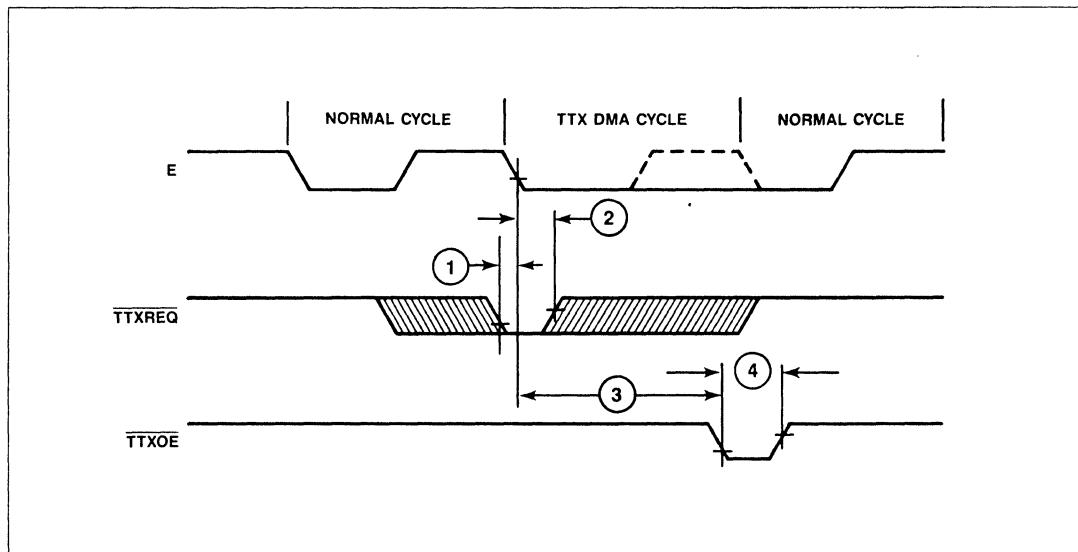 NORMAL CYCLE
TTX DMA CYCLE
NORMAL CYCLE
E
2
1
TTXREQ
4
3
TTXOE